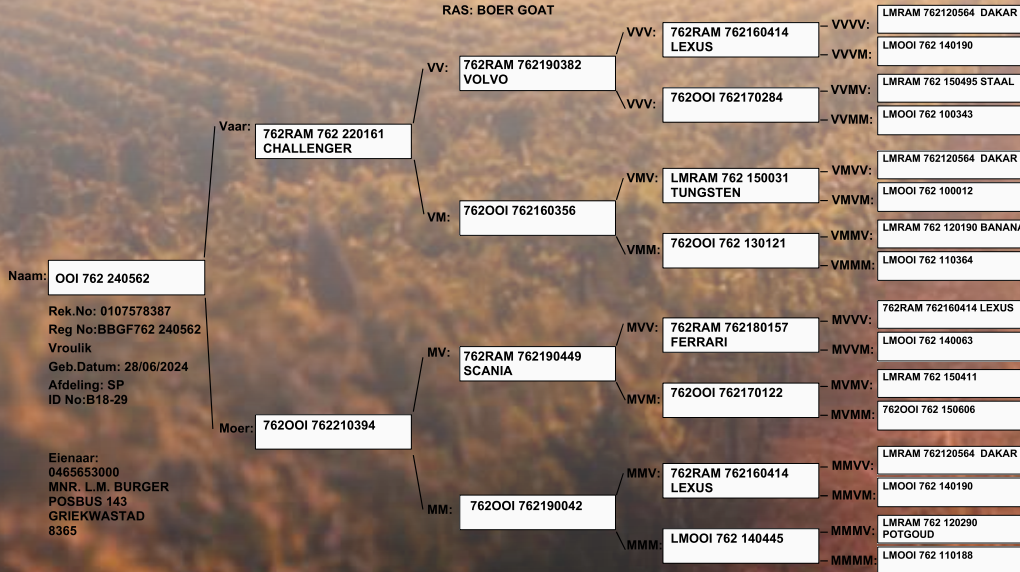 RAS: BOER GOAT
Naam:
OOI 762 240562
Rek.No: 0107578387
Reg No:BBGF762 240562
Vroulik
Geb.Datum: 28/06/2024
Afdeling: SP
ID No:B18-29
Eienaar:
0465653000
MNR. L.M. BURGER
POSBUS 143
GRIEKWASTAD
8365
Vaar:
762RAM 762 220161
CHALLENGER
Moer:
762OOI 762210394
VV:
762RAM 762190382
VOLVO
VM:
762OOI 762160356
MV:
762RAM 762190449
SCANIA
MM:
762OOI 762190042
VVV:
762RAM 762160414
LEXUS
VVV:
762OOI 762170284
VMV:
LMRAM 762 150031
TUNGSTEN
VMM:
762OOI 762 130121
MVV:
762RAM 762180157
FERRARI
MVM:
762OOI 762170122
MMV:
762RAM 762160414
LEXUS
MMM:
LMOOI 762 140445
VVVV:
LMRAM 762120564 DAKAR
VVVM:
LMOOI 762 140190
VVMV:
LMRAM 762 150495 STAAL
VVMM:
LMOOI 762 100343
VMVV:
LMRAM 762120564 DAKAR
VMVM:
LMOOI 762 100012
VMMV:
LMRAM 762 120190
VMMM:
LMOOI 762 110364
MVVV:
762RAM 762160414 LEXUS
MVVM:
LMOOI 762 140063
MVMV:
LMRAM 762 150411
MVMM:
762OOI 762 150606
MMVV:
LMRAM 762120564 DAKAR
MMVM:
LMOOI 762 140190
MMMV:
LMRAM 762 120290
POTGOUD
MMMM:
LMOOI 762 110188